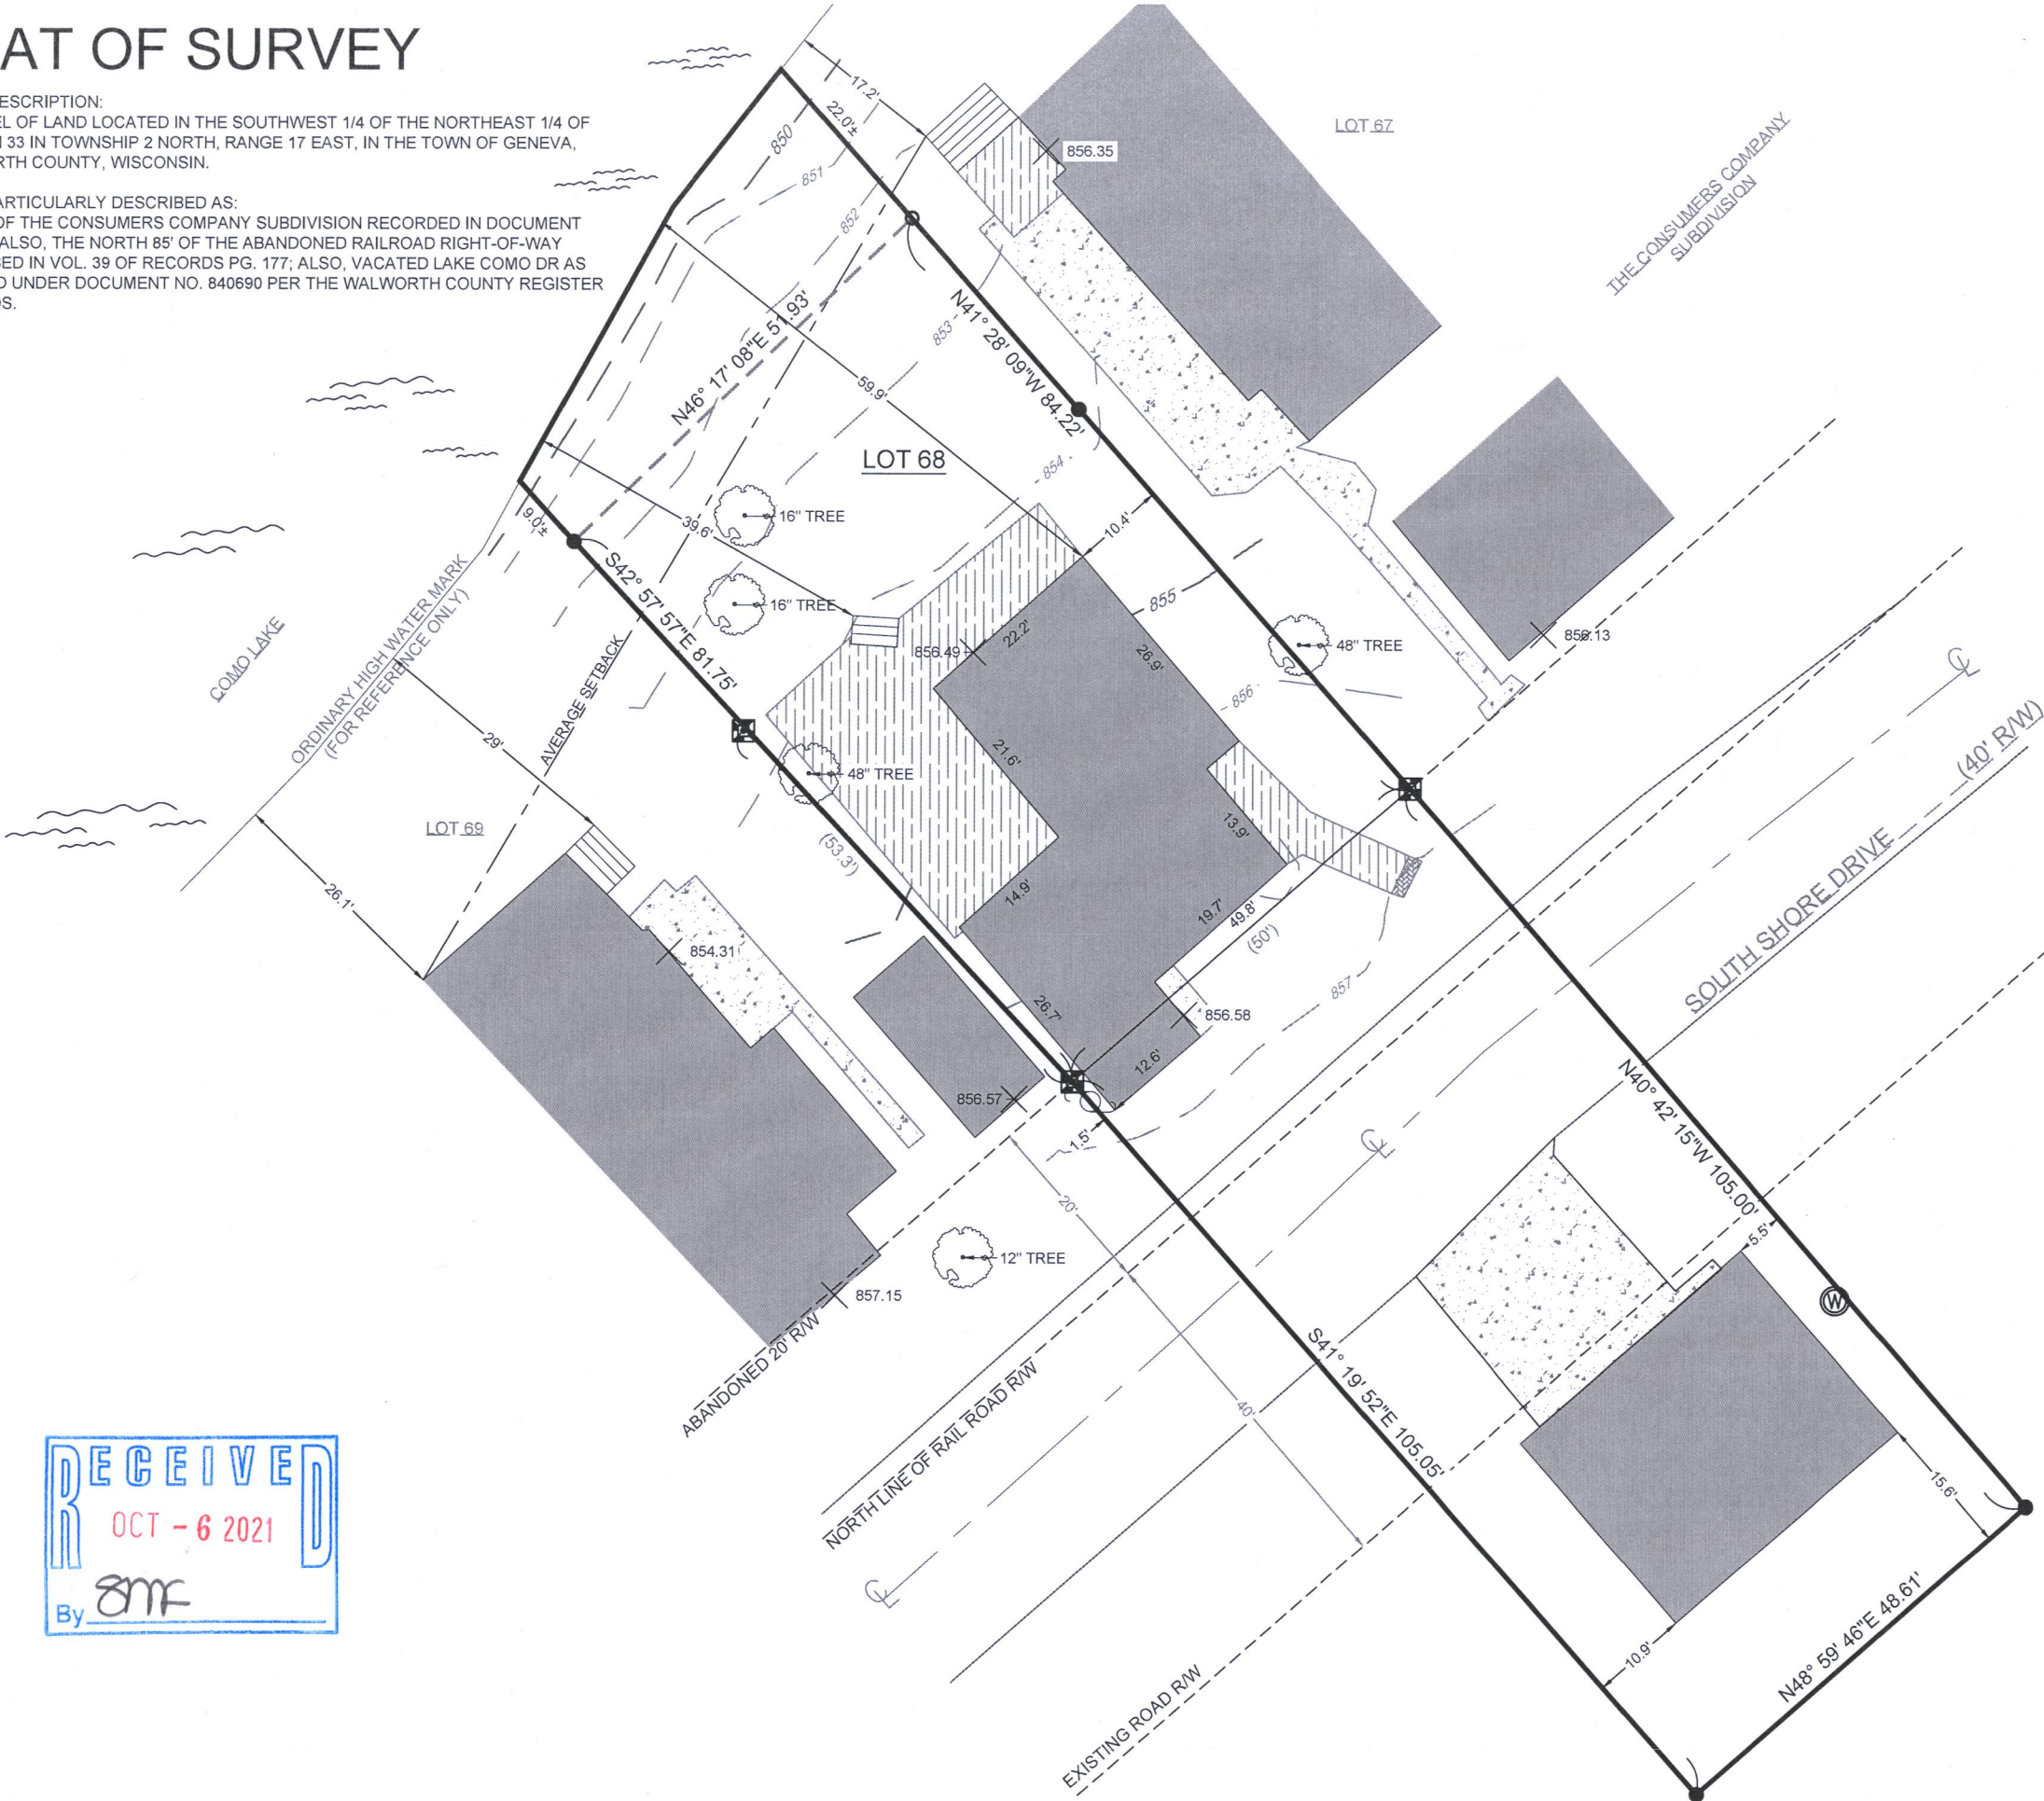 AT OF SURVEY
ESCRIPTION:
EL OF LAND LOCATED IN THE SOUTHWEST 1/4 OF THE NORTHEAST 1/4 OF
33 IN TOWNSHIP 2 NORTH, RANGE 17 EAST, IN THE TOWN OF GENEVA,
RTH COUNTY, WISCONSIN.
ARTICULARLY DESCRIBED AS:
OF THE CONSUMERS COMPANY SUBDIVISION RECORDED IN DOCUMENT
ALSO, THE NORTH 85' OF THE ABANDONED RAILROAD RIGHT-OF-WAY
BED IN VOL. 39 OF RECORDS PG. 177; ALSO, VACATED LAKE COMO DR AS
D UNDER DOCUMENT NO. 840690 PER THE WALWORTH COUNTY REGISTER
DS.
17.2'
22.0'±
850
851
852
853
854
855
856
857
856.35
LOT 67
THE CONSUMERS COMPANY
SUBDIVISION
N46° 17' 08"E 51.93'
N41° 28' 09"W 84.22'
59.9'
LOT 68
39.6'
9.0'±
16" TREE
16" TREE
10.4'
S42° 57' 57"E 81.75'
COMO LAKE
ORDINARY HIGH WATER MARK
(FOR REFERENCE ONLY)
AVERAGE SETBACK
29'
26.1'
LOT 69
48" TREE
48" TREE
856.49
22.2'
26.9'
21.6'
13.9'
14.9'
19.7'
49.8'
(50')
(53.3')
26.7'
12.6'
856.58
856.13
854.31
856.57
1.5'
20'
12" TREE
857.15
40'
ABANDONED 20' R/W
NORTH LINE OF RAIL ROAD R/W
EXISTING ROAD R/W
CL
CL
CL
SOUTH SHORE DRIVE
(40' R/W)
N40° 42' 15"W 105.00'
5.5'
W
S41° 19' 52"E 105.05'
15.6'
10.9'
N48° 59' 46"E 48.61'
RECEIVED
OCT - 6 2021
By SMF